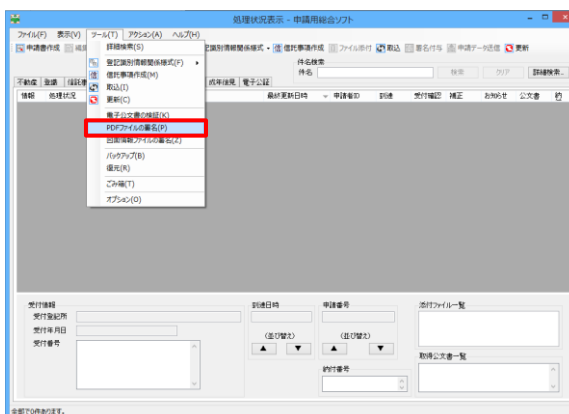 処理状況表示 - 申請用総合ソフト
ファイル(F) 表示(V) ツール(T) アクション(A) ヘルプ(H)
申請書作成
識別情報関係様式
信託事項作成
ファイル添付
取込
署名付与
申請データ送信
更新
詳細検索(S)
登記識別情報関係様式(F)
信託事項作成(M)
取込(I)
更新(C)
電子公文書の検証(K)
PDFファイルの署名(P)
図面情報ファイルの署名(Z)
バックアップ(B)
復元(R)
ごみ箱(T)
オプション(O)
件名検索
件名
検索
クリア
詳細検索..
不動産
成年後見
電子公証
情報 処理状況
最終更新日時
申請者ID
到達
受付確認
補正
お知らせ
公文書
受付情報
受付登記所
受付年月日
受付番号
到達日時
申請番号
(並び替え)
(並び替え)
▲ ▼ ▲ ▼
納付番号
添付ファイル一覧
取得公文書一覧
全部で0件あります。